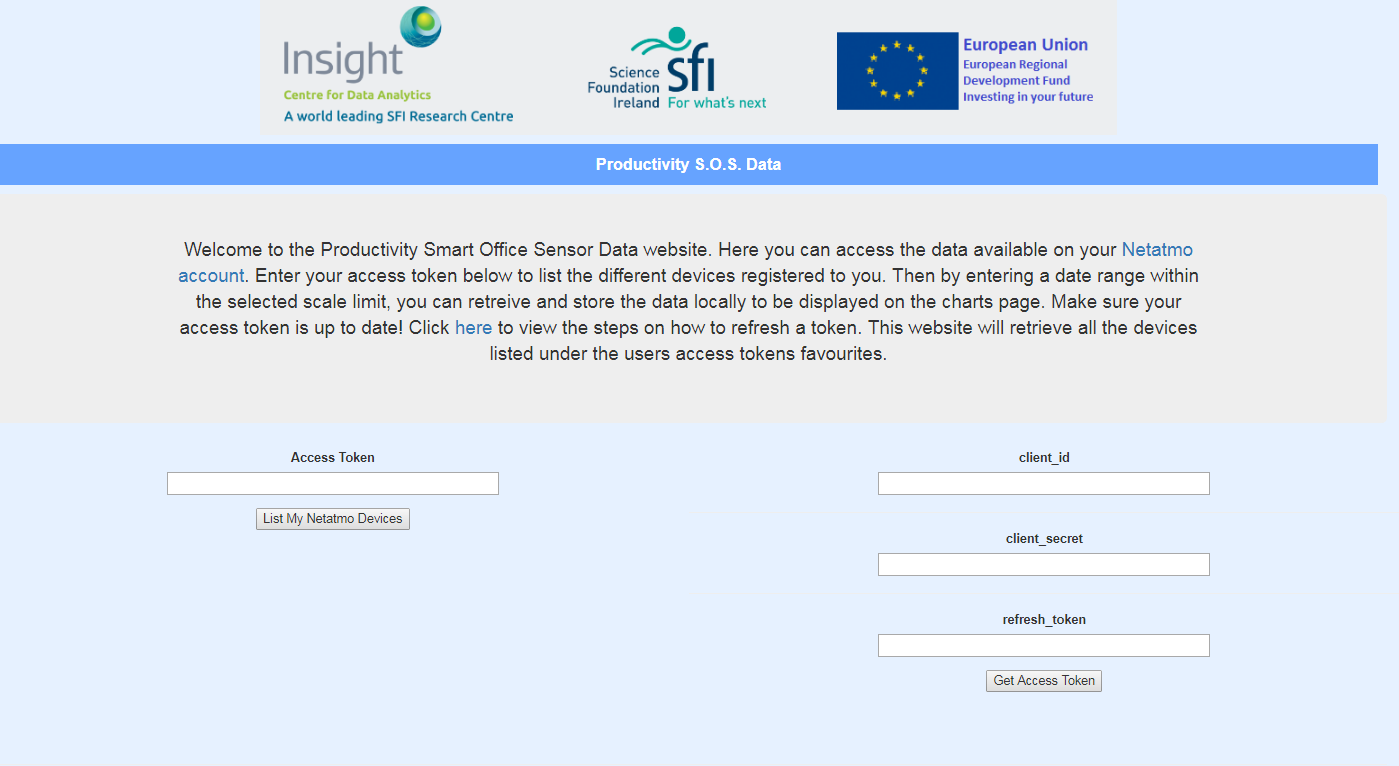 Insight
Centre for Data Analytics
A world leading SFI Research Centre
Science
Foundation
Ireland
sfi
For what's next
European Union
European Regional
Development Fund
Investing in your future
Productivity S.O.S. Data
Welcome to the Productivity Smart Office Sensor Data website. Here you can access the data available on your Netatmo
account. Enter your access token below to list the different devices registered to you. Then by entering a date range within
the selected scale limit, you can retreive and store the data locally to be displayed on the charts page. Make sure your
access token is up to date! Click here to view the steps on how to refresh a token. This website will retrieve all the devices
listed under the users access tokens favourites.
Access Token
List My Netatmo Devices
client_id
client_secret
refresh_token
Get Access Token